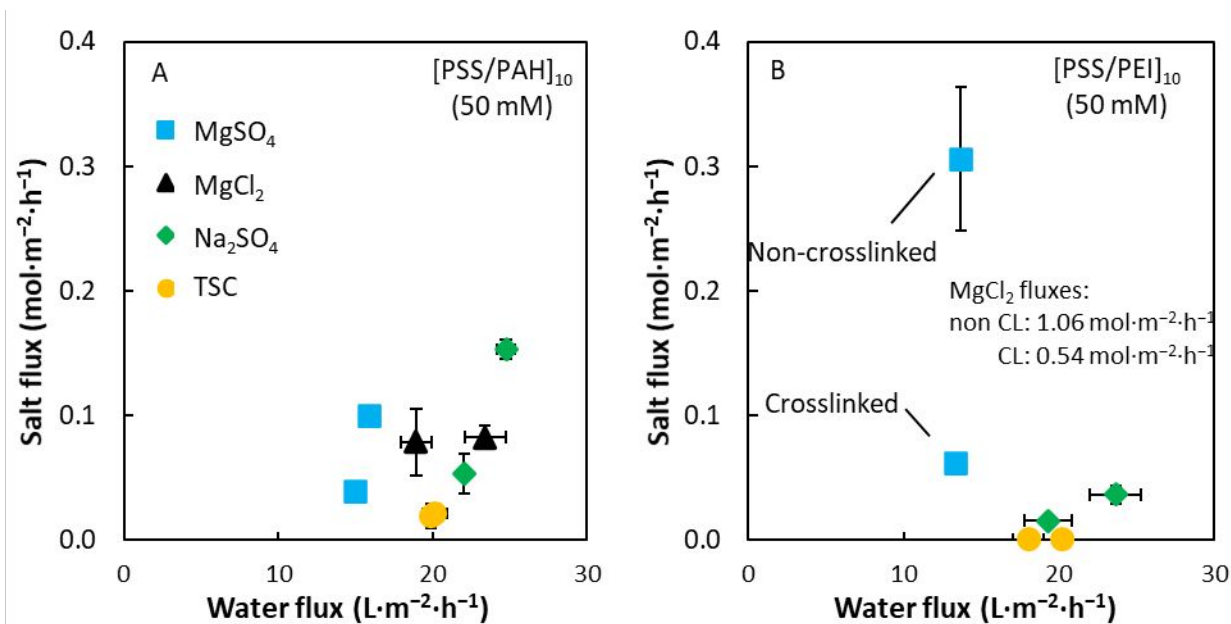 0.4
0.3
0.2
0.1
0.0
Salt flux (mol·m⁻²·h⁻¹)
A
[PSS/PAH]₁₀
(50 mM)
MgSO₄
MgCl₂
Na₂SO₄
TSC
0
10
20
30
Water flux (L·m⁻²·h⁻¹)
0.4
0.3
0.2
0.1
0.0
Salt flux (mol·m⁻²·h⁻¹)
B
[PSS/PEI]₁₀
(50 mM)
Non-crosslinked
MgCl₂ fluxes:
non CL: 1.06 mol·m⁻²·h⁻¹
CL: 0.54 mol·m⁻²·h⁻¹
Crosslinked
0
10
20
30
Water flux (L·m⁻²·h⁻¹)